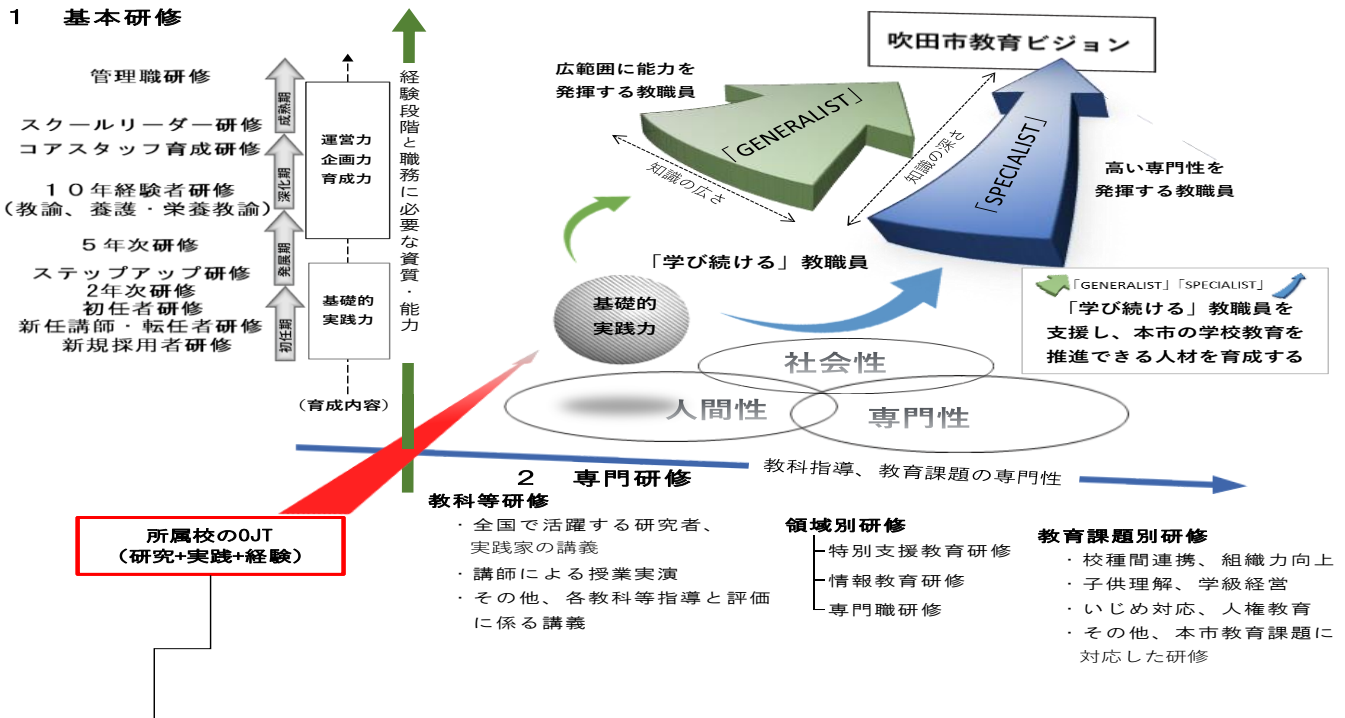 1 基本研修
管理職研修
スクールリーダー研修
コアスタッフ育成研修
10年経験者研修
(教諭、養護・栄養教諭)
5年次研修
ステップアップ研修
2年次研修
初任者研修
新任講師・転任者研修
新規採用者研修
成熟期
深化期
発展期
初任期
運営力
企画力
育成力
基礎的
実践力
(育成内容)
経験段階と職務に必要な資質・能力
吹田市教育ビジョン
広範囲に能力を
発揮する教職員
「GENERALIST」
知識の広さ
知識の深さ
「SPECIALIST」
高い専門性を
発揮する教職員
「学び続ける」教職員
基礎的
実践力
「GENERALIST」「SPECIALIST」
「学び続ける」教職員を
支援し、本市の学校教育を
推進できる人材を育成する
社会性
人間性
専門性
教科指導、教育課題の専門性
2 専門研修
所属校のOJT
(研究+実践+経験)
教科等研修
・全国で活躍する研究者、
実践家の講義
・講師による授業実演
・その他、各教科等指導と評価
に係る講義
領域別研修
特別支援教育研修
情報教育研修
専門職研修
教育課題別研修
・校種間連携、組織力向上
・子供理解、学級経営
・いじめ対応、人権教育
・その他、本市教育課題に
対応した研修